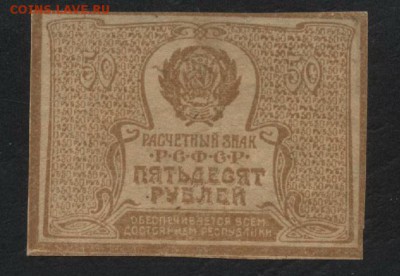 COINS.LAVE.RU
50 50
РАСЧЕТНЫЙ ЗНАК
Р·С·Ф·С·Р
ПЯТЬДЕСЯТ
РУБЛЕЙ
ОБЕСПЕЧИВАЕТСЯ ВСЕМ
ДОСТОЯНИЕМ РЕСПУБЛИКИ